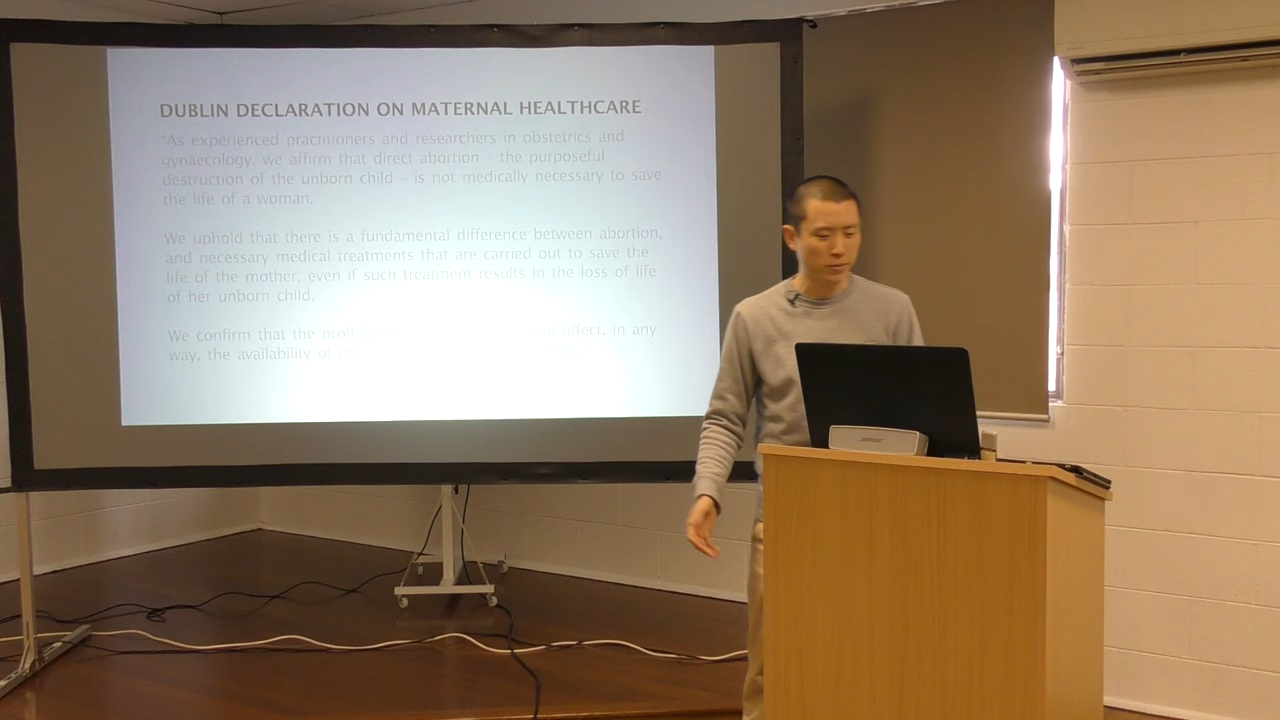 DUBLIN DECLARATION ON MATERNAL HEALTHCARE
"As experienced practitioners and researchers in obstetrics and
gynaecology, we affirm that direct abortion – the purposeful
destruction of the unborn child – is not medically necessary to save
the life of a woman.
We uphold that there is a fundamental difference between abortion,
and necessary medical treatments that are carried out to save the
life of the mother, even if such treatment results in the loss of life
of her unborn child.
We confirm that the affect, in any
way, the availability of
BOSE